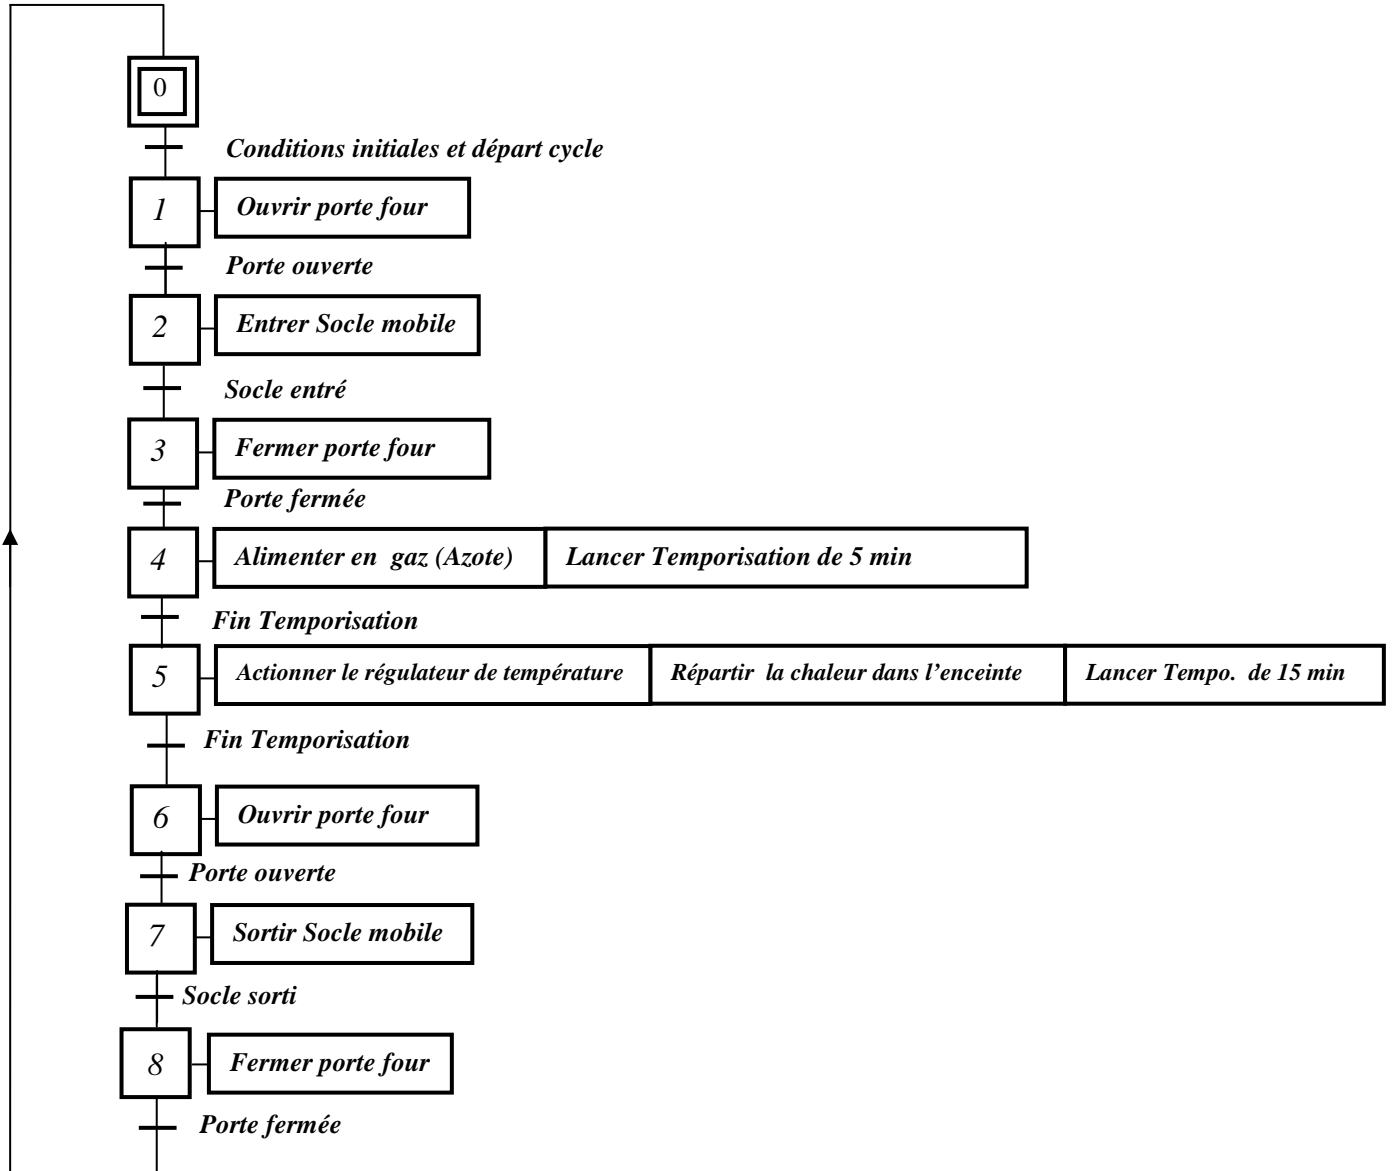 0
Conditions initiales et départ cycle
1 Ouvrir porte four
Porte ouverte
2 Entrer Socle mobile
Socle entré
3 Fermer porte four
Porte fermée
4 Alimenter en gaz (Azote) Lancer Temporisation de 5 min
Fin Temporisation
5 Actionner le régulateur de température Répartir la chaleur dans l'enceinte Lancer Tempo. de 15 min
Fin Temporisation
6 Ouvrir porte four
Porte ouverte
7 Sortir Socle mobile
Socle sorti
8 Fermer porte four
Porte fermée